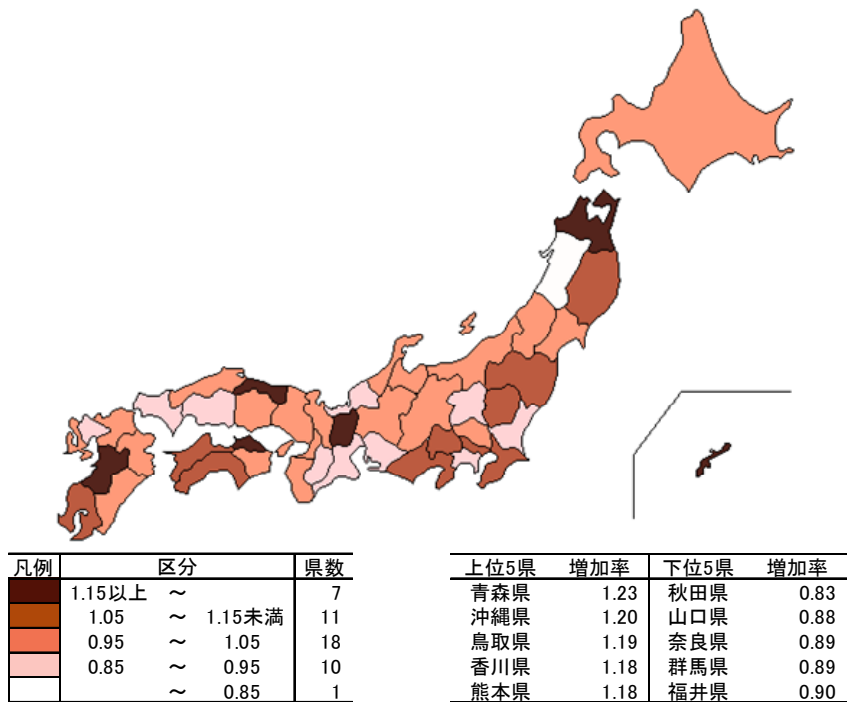 凡例 区分 県数
1.15以上 ～ 7
1.05 ～ 1.15未満 11
0.95 ～ 1.05 18
0.85 ～ 0.95 10
～ 0.85 1
上位5県 増加率 下位5県 増加率
青森県 1.23 秋田県 0.83
沖縄県 1.20 山口県 0.88
鳥取県 1.19 奈良県 0.89
香川県 1.18 群馬県 0.89
熊本県 1.18 福井県 0.90